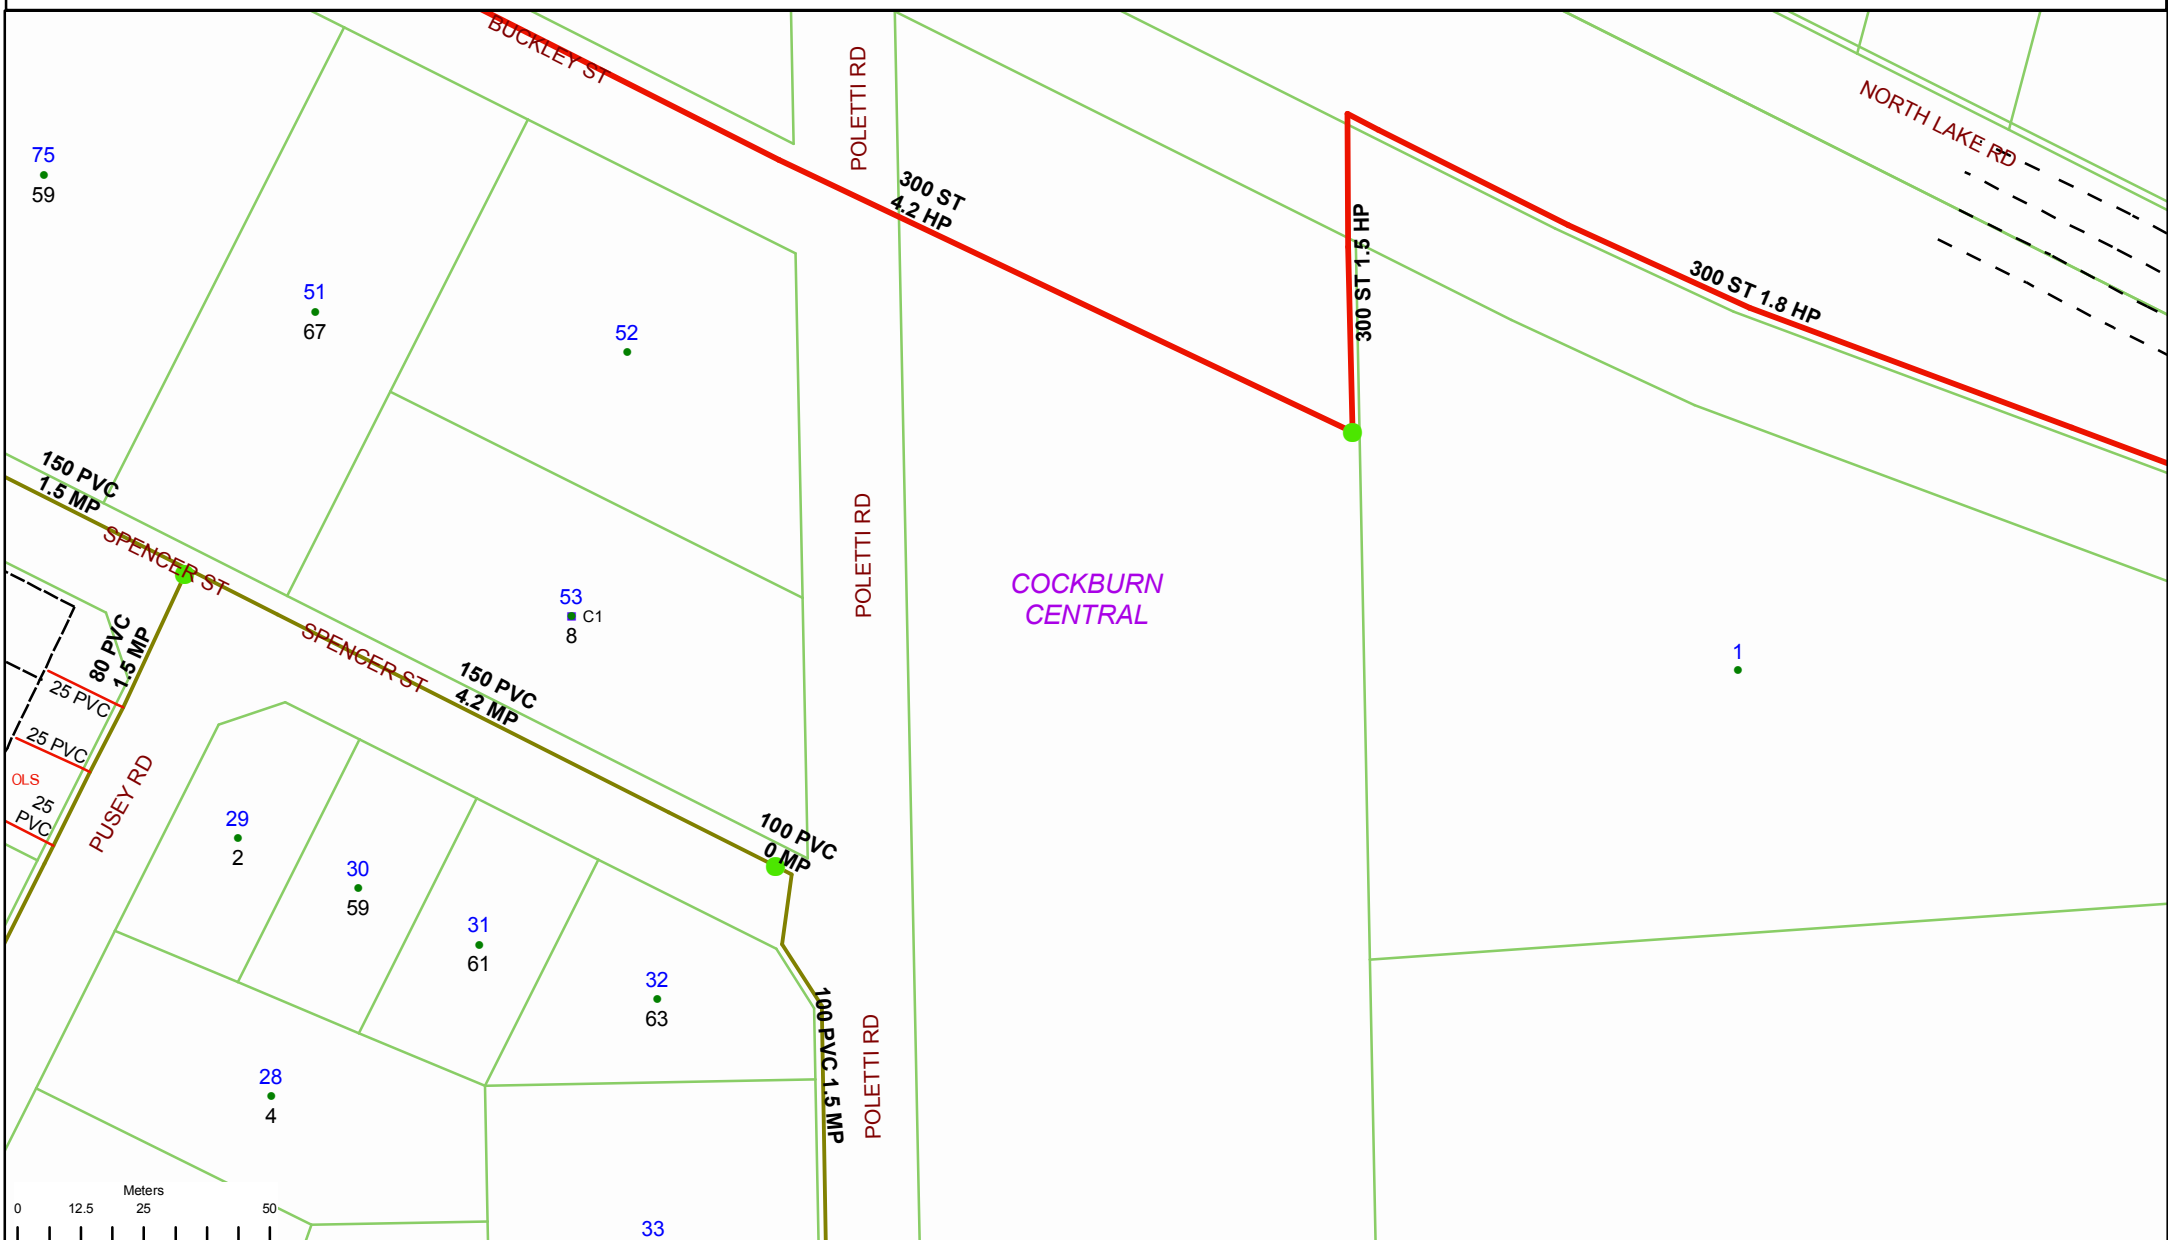 BUCKLEY ST
POLETTI RD
NORTH LAKE RD
75
59
300 ST
4.2 HP
300 ST 1.5 HP
300 ST 1.8 HP
51
67
52
150 PVC
1.5 MP
SPENCER ST
POLETTI RD
COCKBURN
CENTRAL
53
C1
8
80 PVC
1.5 MP
SPENCER ST
150 PVC
4.2 MP
1
25 PVC
25 PVC
OLS
25
PVC
PUSEY RD
29
2
100 PVC
0 MP
30
59
31
61
32
63
100 PVC 1.5 MP
POLETTI RD
28
4
33
Meters
0 12.5 25 50